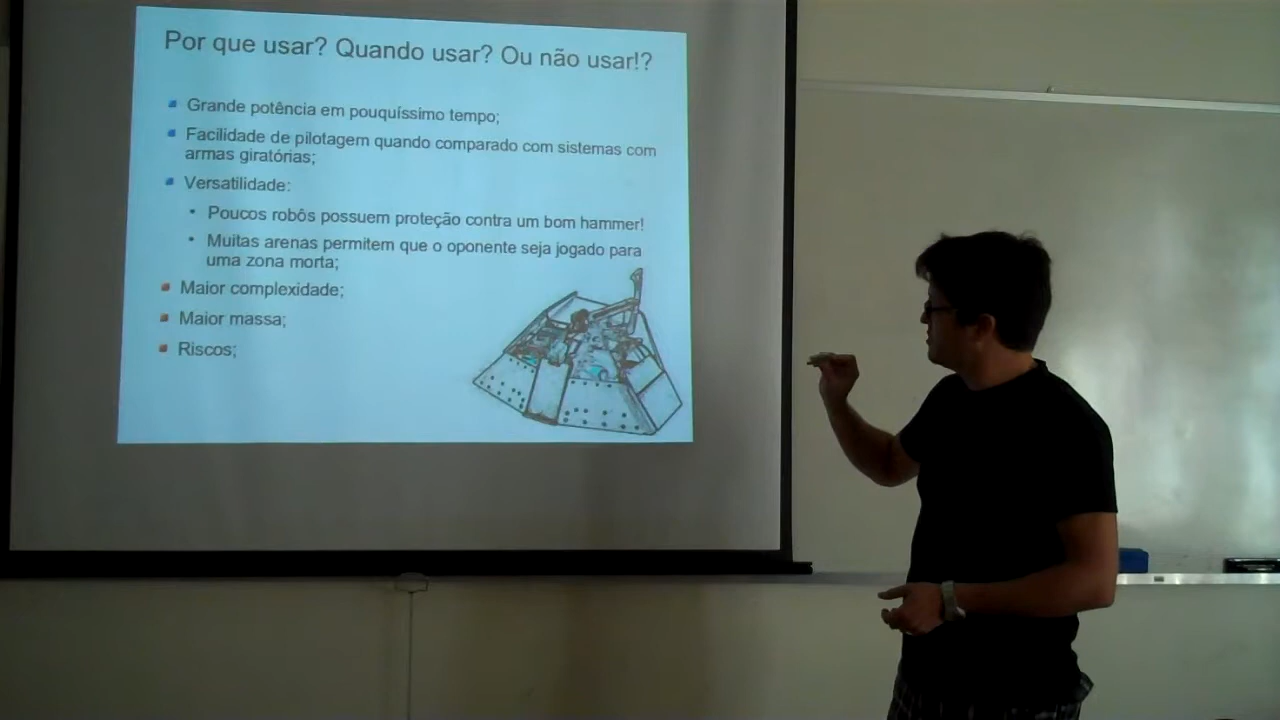 Por que usar? Quando usar? Ou não usar!?
Grande potência em pouquíssimo tempo;
Facilidade de pilotagem quando comparado com sistemas com
armas giratórias;
Versatilidade:
Poucos robôs possuem proteção contra um bom hammer!
Muitas arenas permitem que o oponente seja jogado para
uma zona morta;
Maior complexidade;
Maior massa;
Riscos;